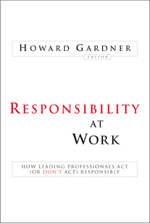 HOWARD GARDNER
EDITOR
RESPONSIBILITY
AT
WORK
HOW LEADING PROFESSIONALS ACT
(OR DON'T ACT) RESPONSIBLY